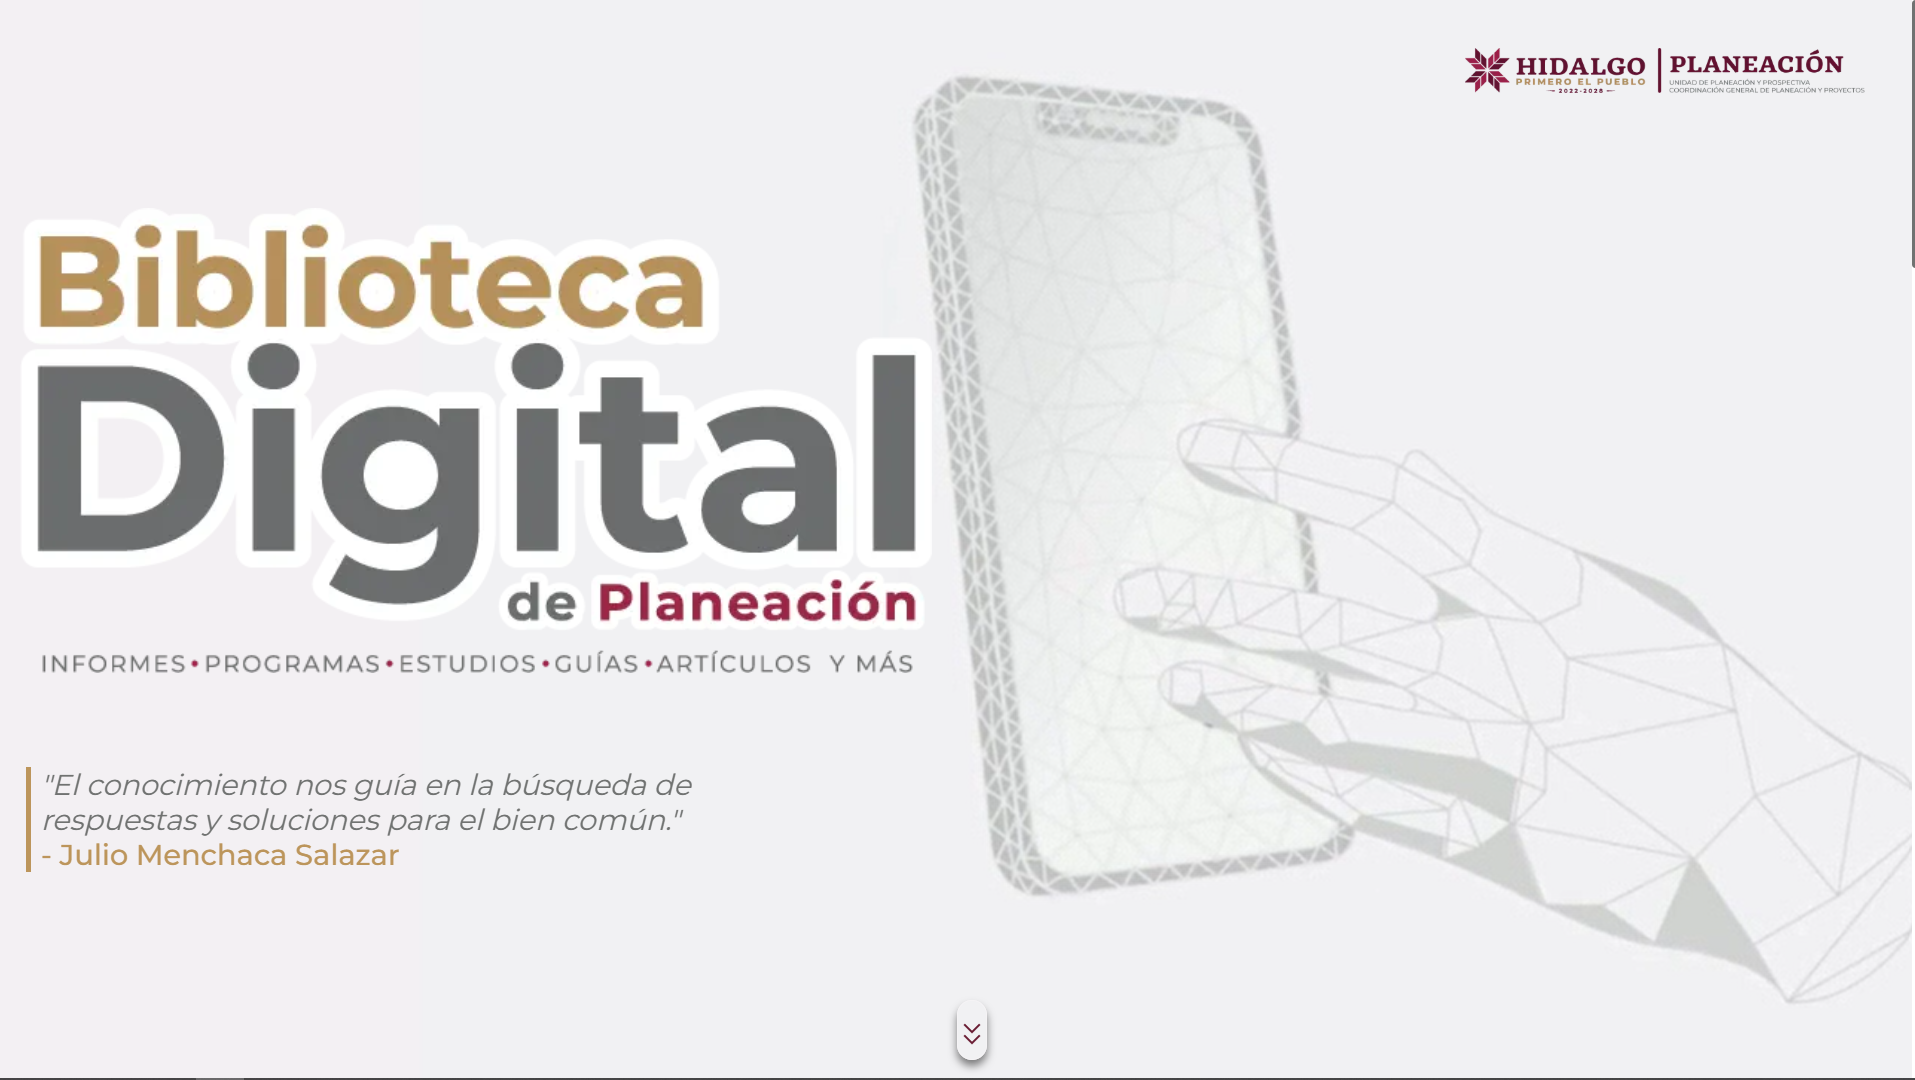 HIDALGO
PRIMERO EL PUEBLO
2022-2028
PLANEACIÓN
UNIDAD DE PLANEACIÓN Y PROSPECTIVA
COORDINACIÓN GENERAL DE PLANEACIÓN Y PROYECTOS
Biblioteca
Digital
de Planeación
INFORMES•PROGRAMAS•ESTUDIOS•GUÍAS•ARTÍCULOS Y MÁS
"El conocimiento nos guía en la búsqueda de
respuestas y soluciones para el bien común."
- Julio Menchaca Salazar